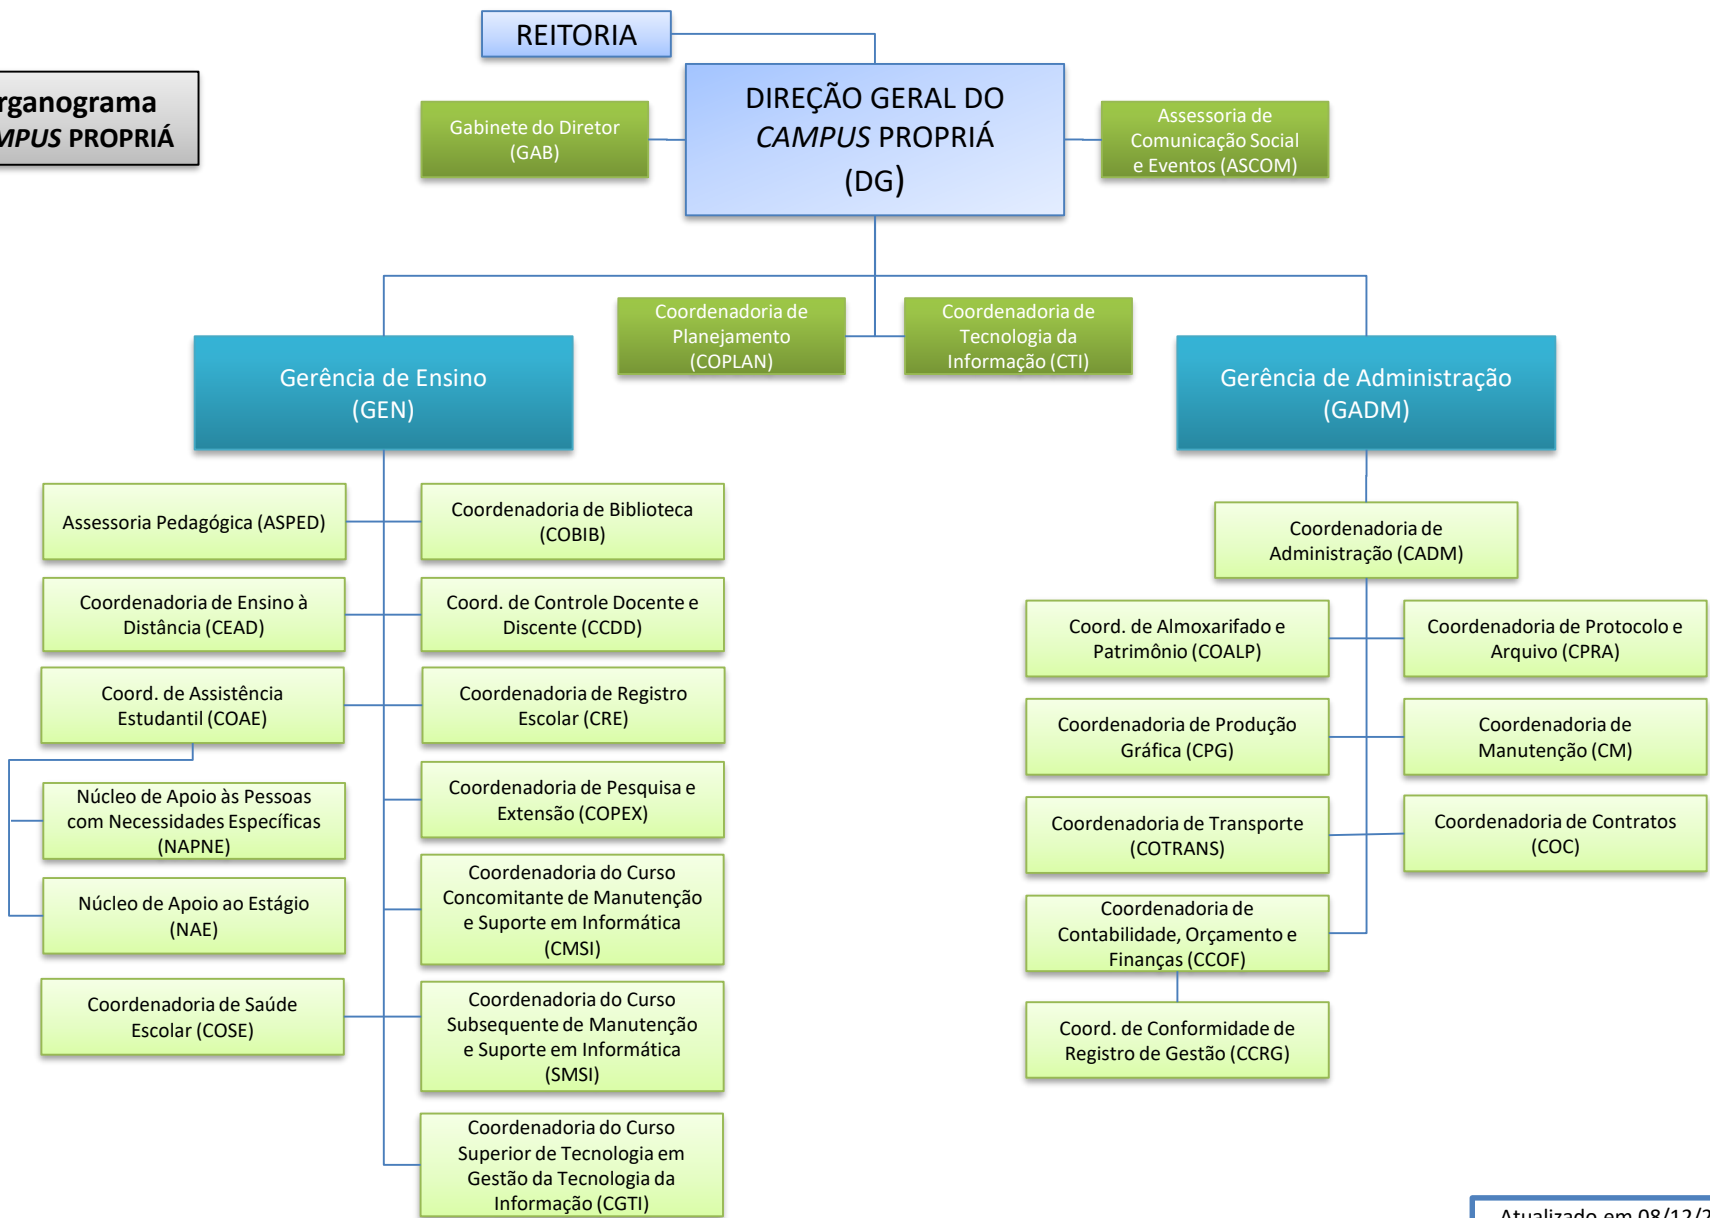 REITORIA
rganograma
MPUS PROPRIÁ
DIREÇÃO GERAL DO
CAMPUS PROPRIÁ
(DG)
Gabinete do Diretor
(GAB)
Assessoria de
Comunicação Social
e Eventos (ASCOM)
Coordenadoria de
Planejamento
(COPLAN)
Coordenadoria de
Tecnologia da
Informação (CTI)
Gerência de Ensino
(GEN)
Gerência de Administração
(GADM)
Assessoria Pedagógica (ASPED)
Coordenadoria de Biblioteca
(COBIB)
Coordenadoria de Ensino à
Distância (CEAD)
Coord. de Controle Docente e
Discente (CCDD)
Coord. de Assistência
Estudantil (COAE)
Coordenadoria de Registro
Escolar (CRE)
Núcleo de Apoio às Pessoas
com Necessidades Específicas
(NAPNE)
Coordenadoria de Pesquisa e
Extensão (COPEX)
Núcleo de Apoio ao Estágio
(NAE)
Coordenadoria do Curso
Concomitante de Manutenção
e Suporte em Informática
(CMSI)
Coordenadoria de Saúde
Escolar (COSE)
Coordenadoria do Curso
Subsequente de Manutenção
e Suporte em Informática
(SMSI)
Coordenadoria do Curso
Superior de Tecnologia em
Gestão da Tecnologia da
Informação (CGTI)
Coordenadoria de
Administração (CADM)
Coord. de Almoxarifado e
Patrimônio (COALP)
Coordenadoria de Protocolo e
Arquivo (CPRA)
Coordenadoria de Produção
Gráfica (CPG)
Coordenadoria de
Manutenção (CM)
Coordenadoria de Transporte
(COTRANS)
Coordenadoria de Contratos
(COC)
Coordenadoria de
Contabilidade, Orçamento e
Finanças (CCOF)
Coord. de Conformidade de
Registro de Gestão (CCRG)
Atualizado em 08/12/2